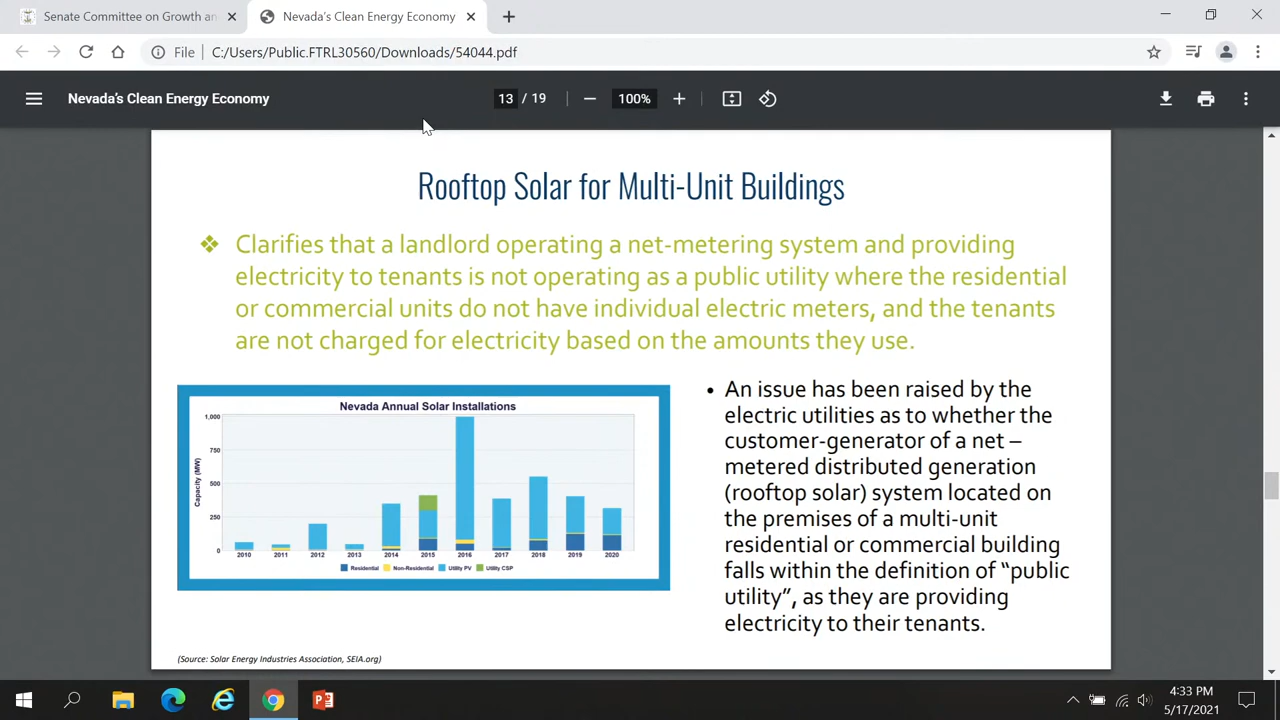 Senate Committee on Growth an
Nevada's Clean Energy Economy
File
C:/Users/Public.FTRL30560/Downloads/54044.pdf
Nevada's Clean Energy Economy
13 / 19
100%
Rooftop Solar for Multi-Unit Buildings
❖ Clarifies that a landlord operating a net-metering system and providing
electricity to tenants is not operating as a public utility where the residential
or commercial units do not have individual electric meters, and the tenants
are not charged for electricity based on the amounts they use.
Nevada Annual Solar Installations
Capacity (MW)
1,000
750
500
250
0
2010 2011 2012 2013 2014 2015 2016 2017 2018 2019 2020
Residential Non-Residential Utility PV Utility CSP
• An issue has been raised by the
electric utilities as to whether the
customer-generator of a net –
metered distributed generation
(rooftop solar) system located on
the premises of a multi-unit
residential or commercial building
falls within the definition of “public
utility”, as they are providing
electricity to their tenants.
(Source: Solar Energy Industries Association, SEIA.org)
4:33 PM
5/17/2021